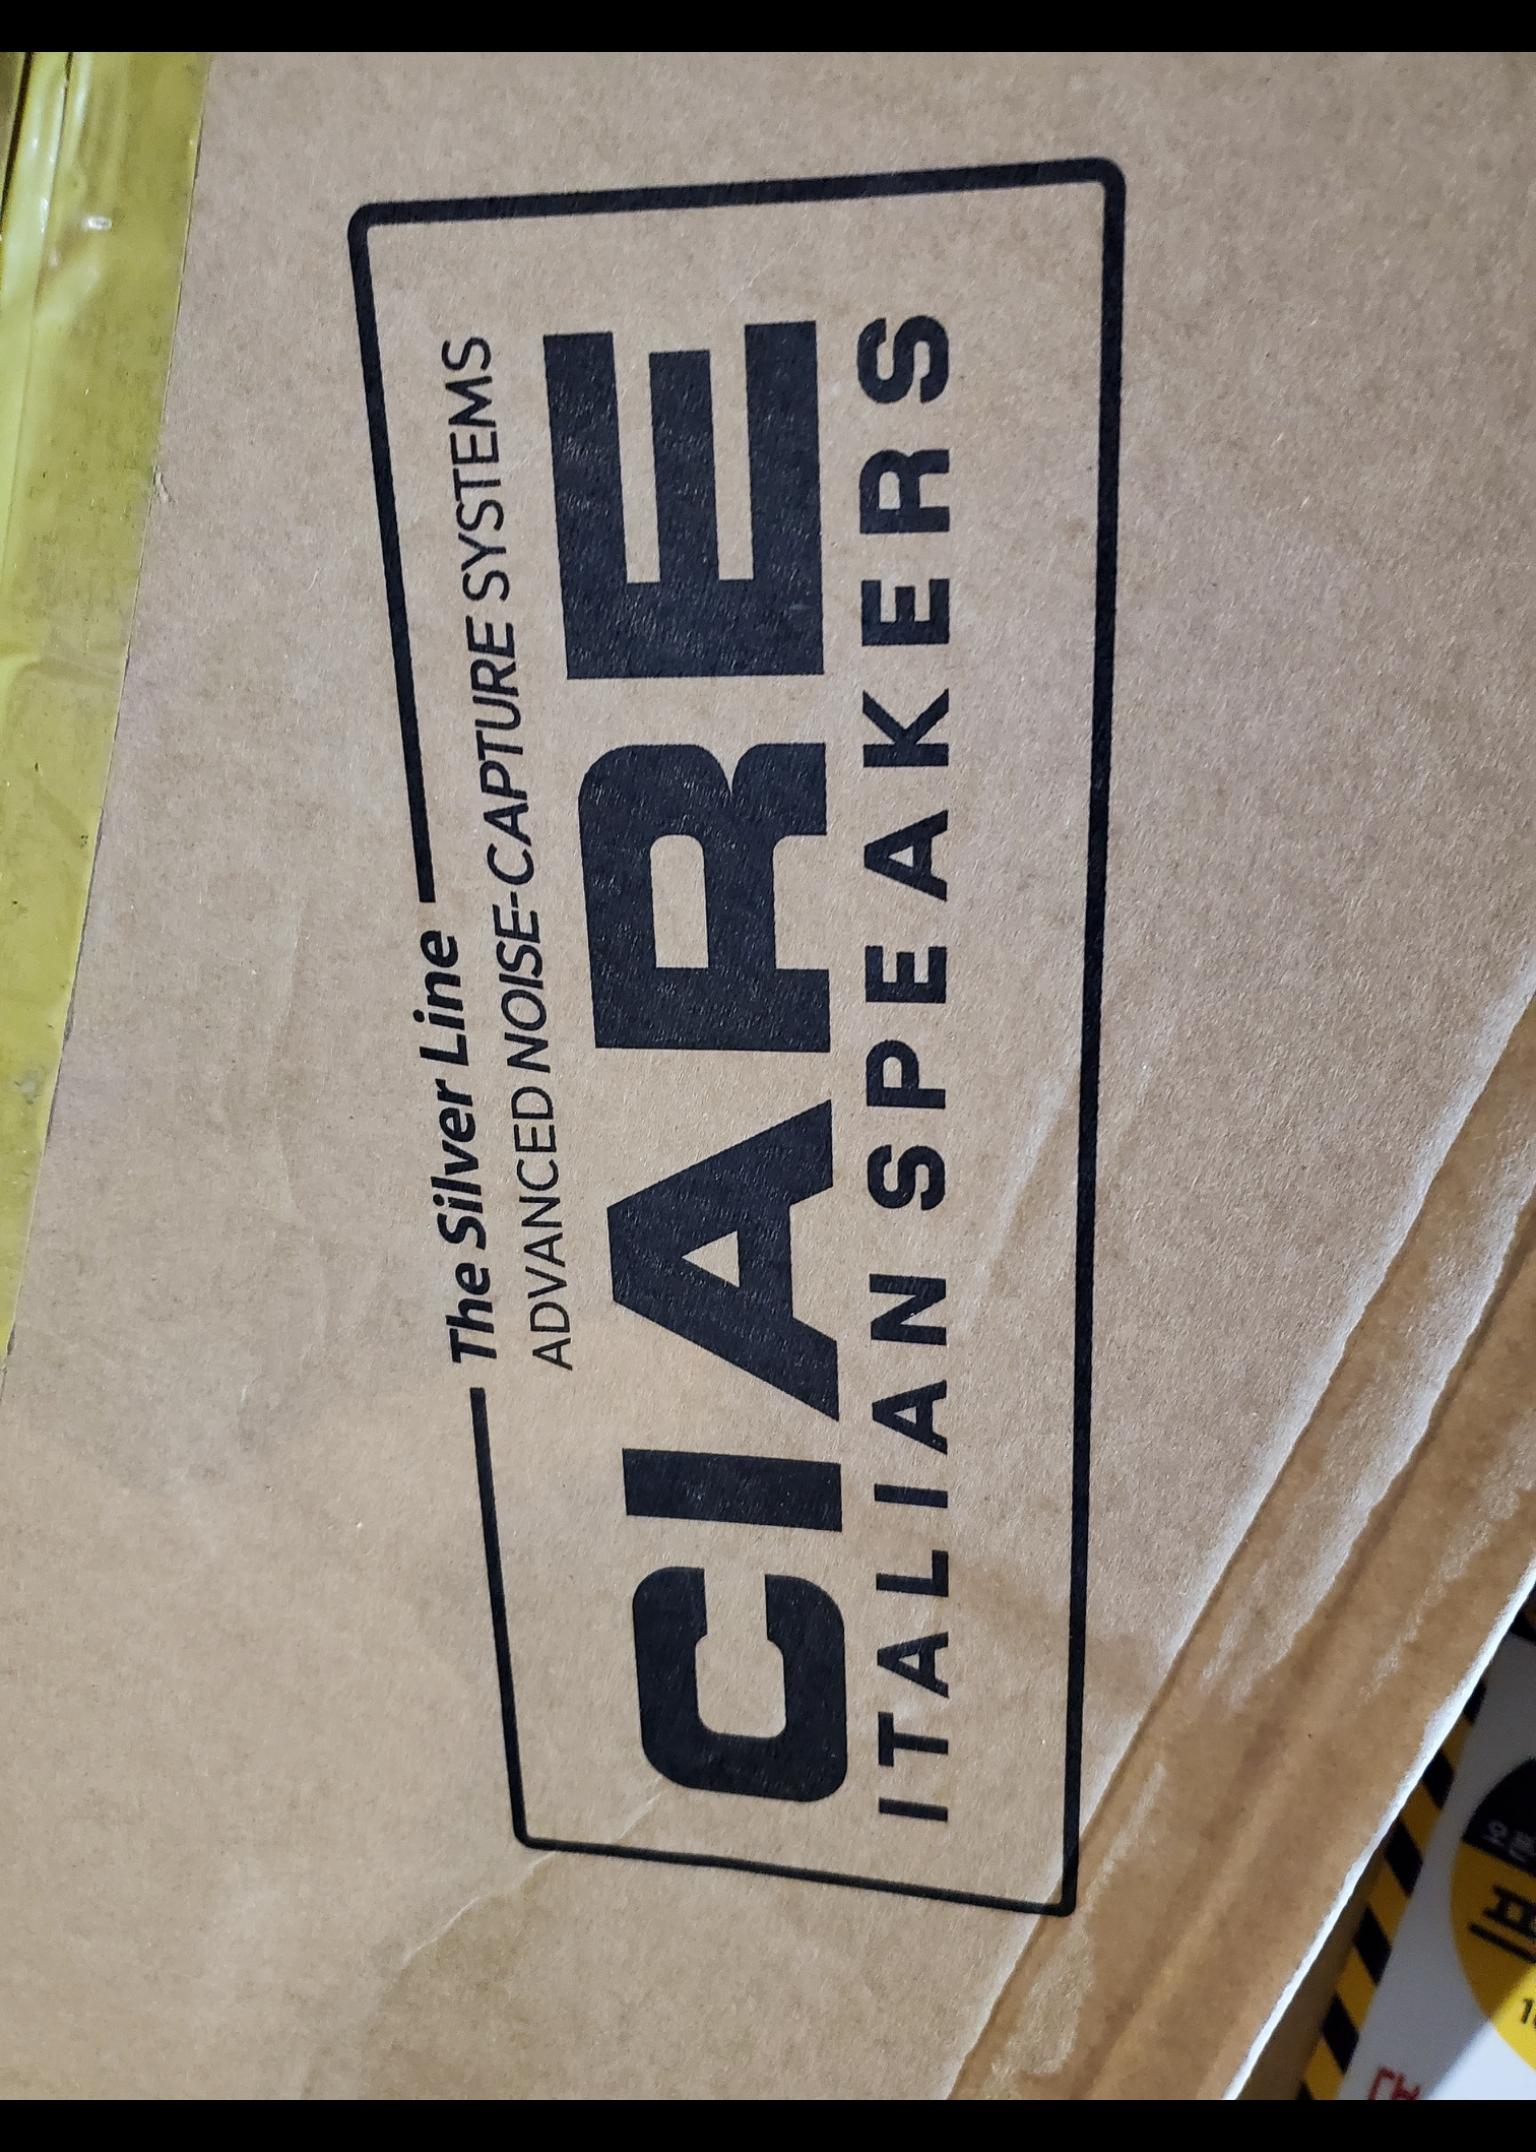 The Silver Line
ADVANCED NOISE-CAPTURE SYSTEMS
CIARE
ITALIAN SPEAKERS